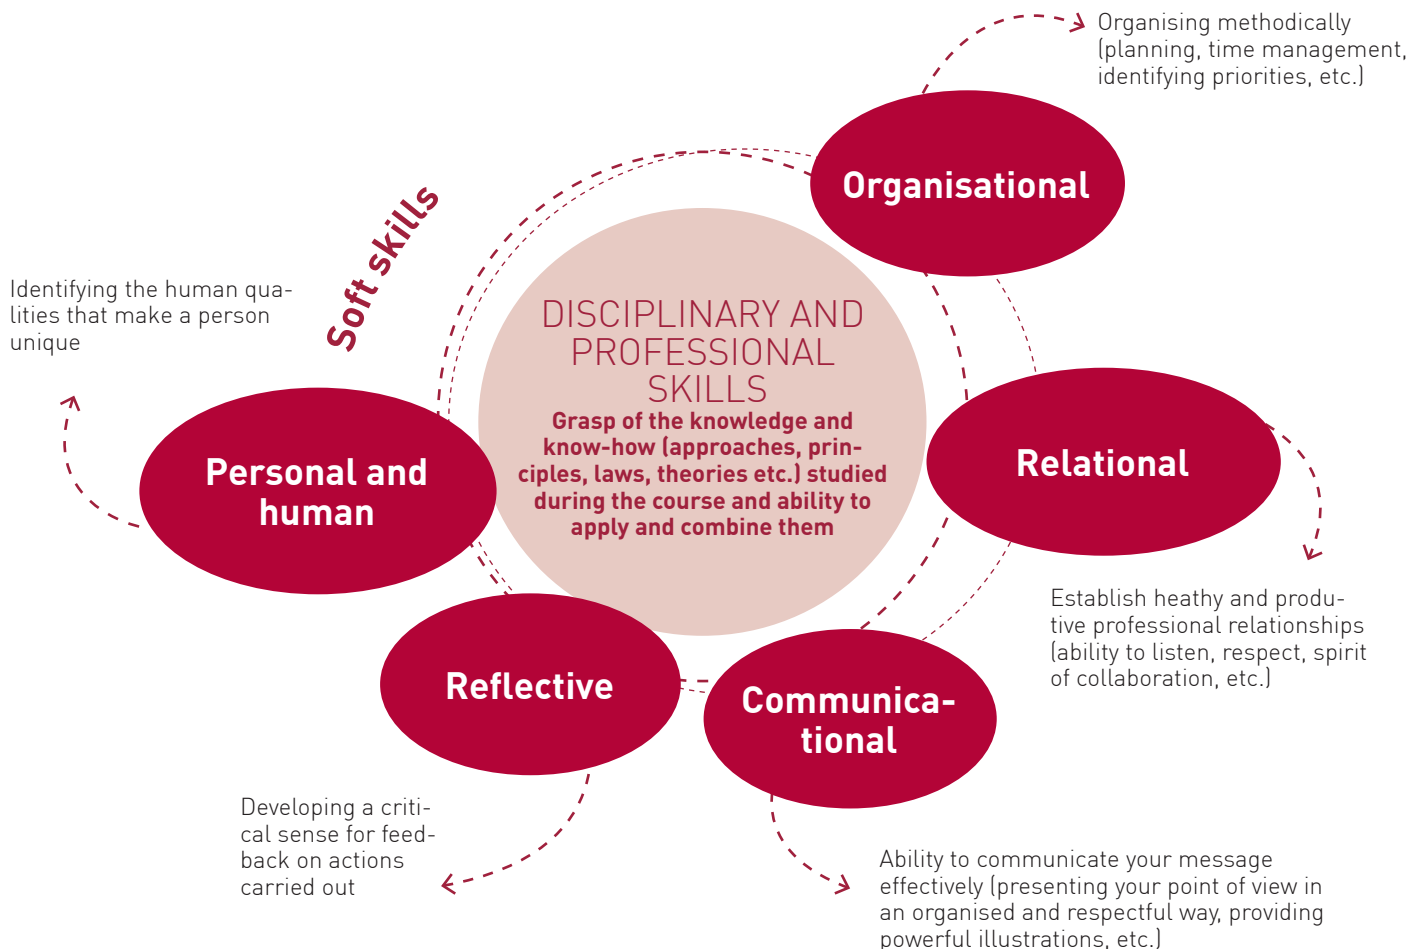 Organising methodically
(planning, time management,
identifying priorities, etc.)
Organisational
Soft skills
Identifying the human qua-
lities that make a person
unique
DISCIPLINARY AND
PROFESSIONAL
SKILLS
Grasp of the knowledge and
know-how (approaches, prin-
ciples, laws, theories etc.) studied
during the course and ability to
apply and combine them
Personal and
human
Relational
Establish heathy and produ-
tive professional relationships
(ability to listen, respect, spirit
of collaboration, etc.)
Reflective
Communica-
tional
Developing a criti-
cal sense for feed-
back on actions
carried out
Ability to communicate your message
effectively (presenting your point of view in
an organised and respectful way, providing
powerful illustrations, etc.)